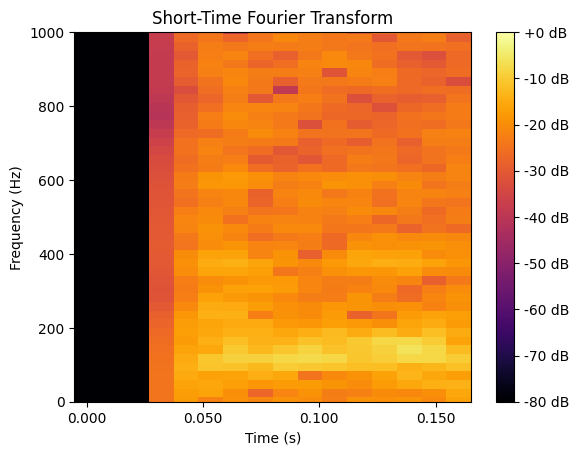 Short-Time Fourier Transform
Frequency (Hz)
1000
800
600
400
200
0
0.000
0.050
0.100
0.150
Time (s)
+0 dB
-10 dB
-20 dB
-30 dB
-40 dB
-50 dB
-60 dB
-70 dB
-80 dB